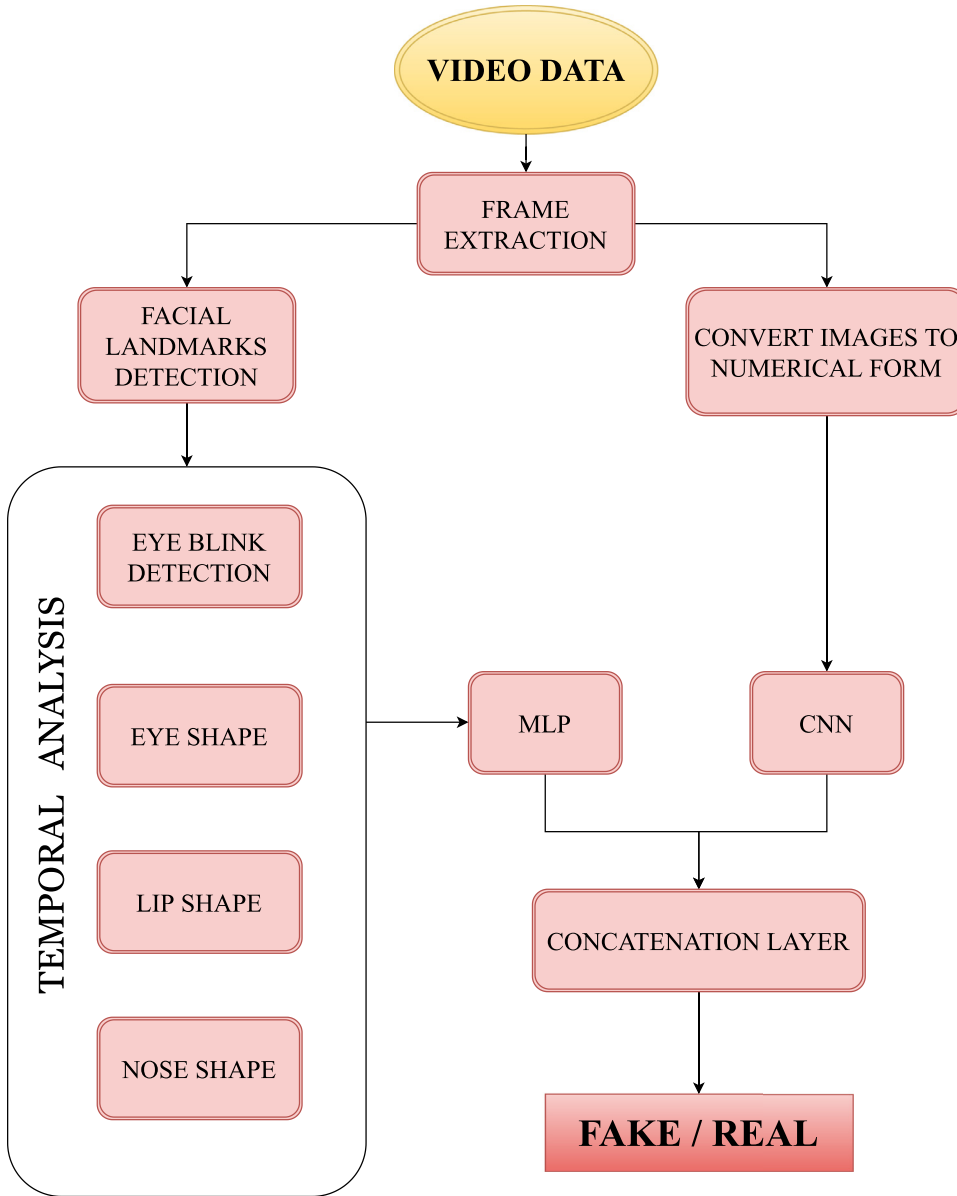 VIDEO DATA
FRAME
EXTRACTION
FACIAL
LANDMARKS
DETECTION
CONVERT IMAGES TO
NUMERICAL FORM
TEMPORAL ANALYSIS
EYE BLINK
DETECTION
EYE SHAPE
LIP SHAPE
NOSE SHAPE
MLP
CNN
CONCATENATION LAYER
FAKE / REAL